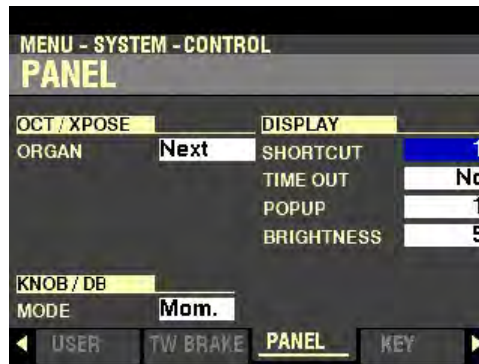 MENU - SYSTEM - CONTROL
PANEL
OCT / XPOSE
ORGAN Next
DISPLAY
SHORTCUT
TIME OUT
POPUP
BRIGHTNESS
KNOB / DB
MODE Mom.
USER TW BRAKE PANEL KEY